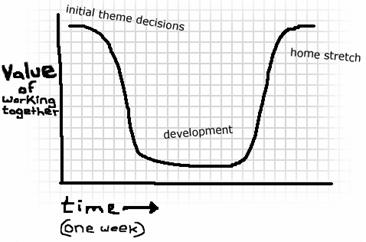 initial theme decisions
home stretch
Value
of
working
together
development
time
(one week)